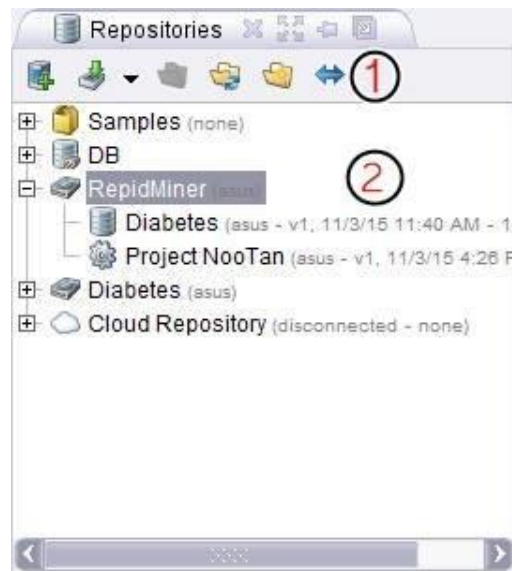 Repositories
1
Samples (none)
DB
2
RepidMiner (asus)
Diabetes (asus - v1, 11/3/15 11:40 AM - 1
Project NooTan (asus - v1, 11/3/15 4:26 P
Diabetes (asus)
Cloud Repository (disconnected - none)